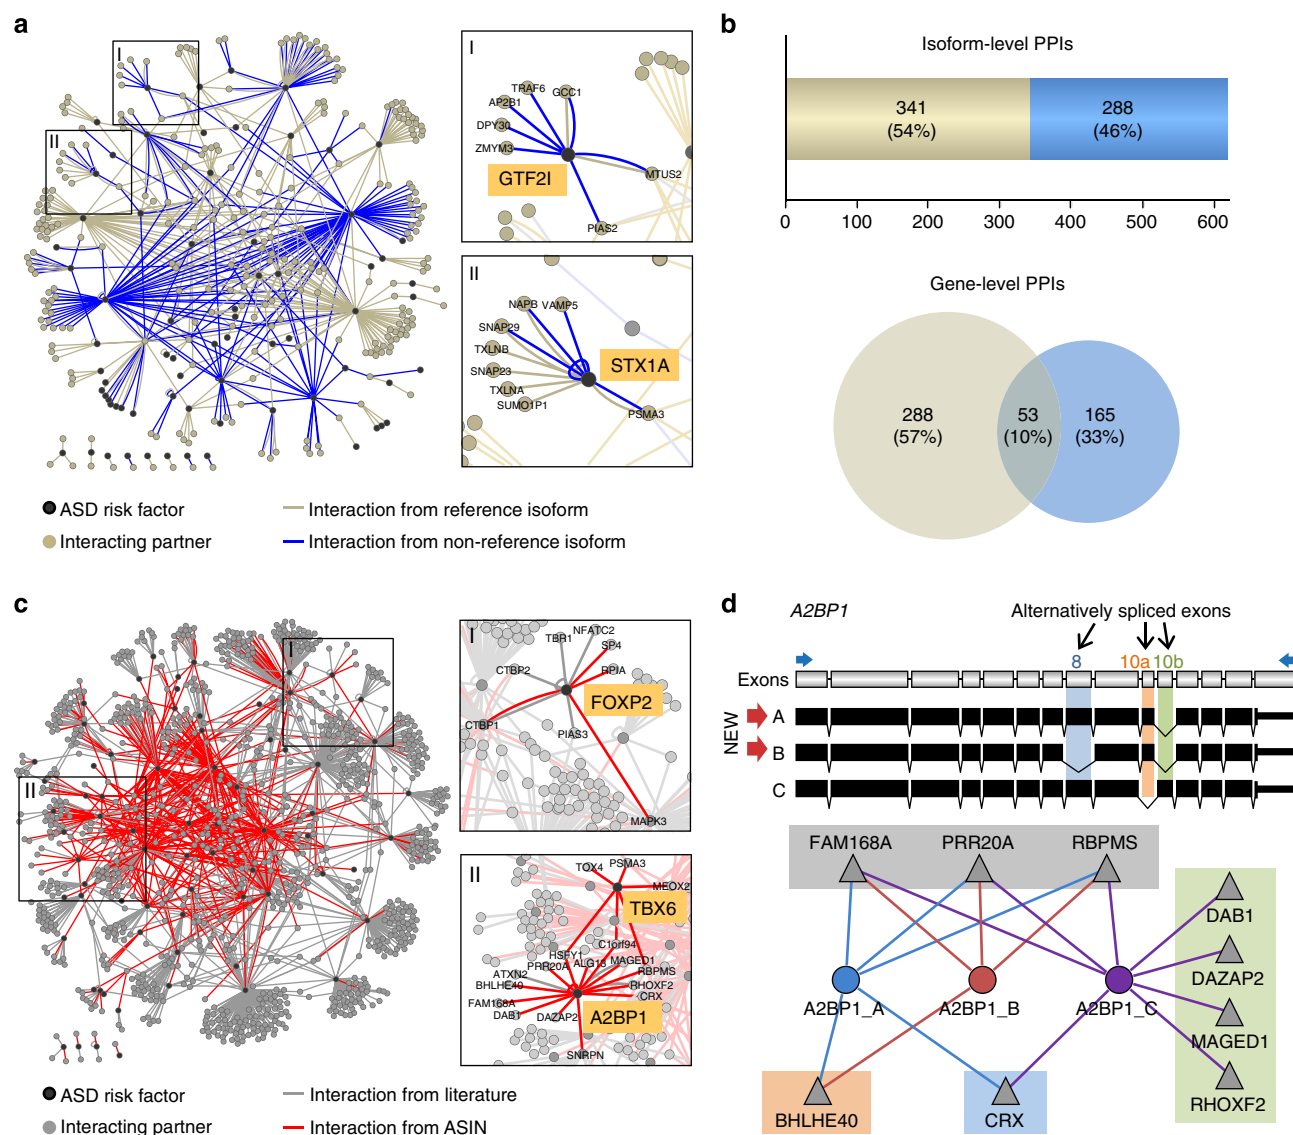 a
I
II
I
TRAF6
GCC1
AP2B1
DPY30
ZMYM3
GTF2I
MTUS2
PIAS2
II
NAPB
VAMP5
SNAP29
TXLNB
SNAP23
TXLNA
SUMO1P1
STX1A
PSMA3
ASD risk factor
Interaction from reference isoform
Interacting partner
Interaction from non-reference isoform
b
Isoform-level PPIs
341
(54%)
288
(46%)
0 100 200 300 400 500 600
Gene-level PPIs
288
(57%)
53
(10%)
165
(33%)
c
I
II
I
NFATC2
TBR1
SP4
CTBP2
RPIA
FOXP2
CTBP1
PIAS3
MAPK3
II
TOX4
PSMA3
MEOX2
TBX6
C1orf94
HSFY1
PRR20A
ALG13
MAGED1
ATXN2
RBPMS
BHLHE40
RHOXF2
CRX
FAM168A
DAB1
DAZAP2
A2BP1
SNRPN
ASD risk factor
Interaction from literature
Interacting partner
Interaction from ASIN
d
A2BP1
Alternatively spliced exons
8 10a 10b
Exons
NEW
A
B
C
FAM168A PRR20A RBPMS
DAB1
DAZAP2
MAGED1
RHOXF2
A2BP1_A A2BP1_B A2BP1_C
BHLHE40 CRX